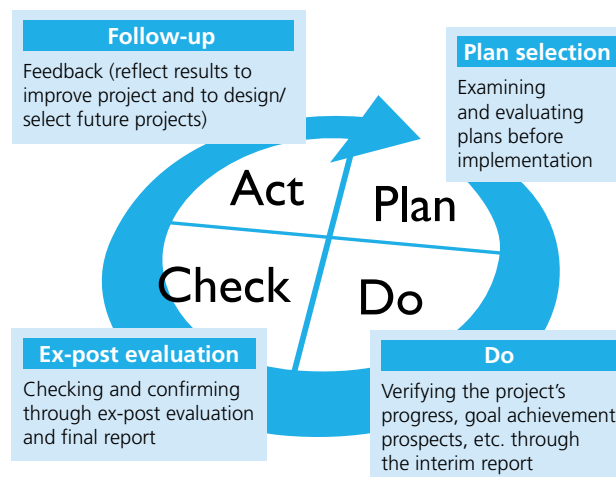 Follow-up
Feedback (reflect results to
improve project and to design/
select future projects)
Plan selection
Examining
and evaluating
plans before
implementation
Act
Plan
Check
Do
Ex-post evaluation
Checking and confirming
through ex-post evaluation
and final report
Do
Verifying the project's
progress, goal achievement
prospects, etc. through
the interim report